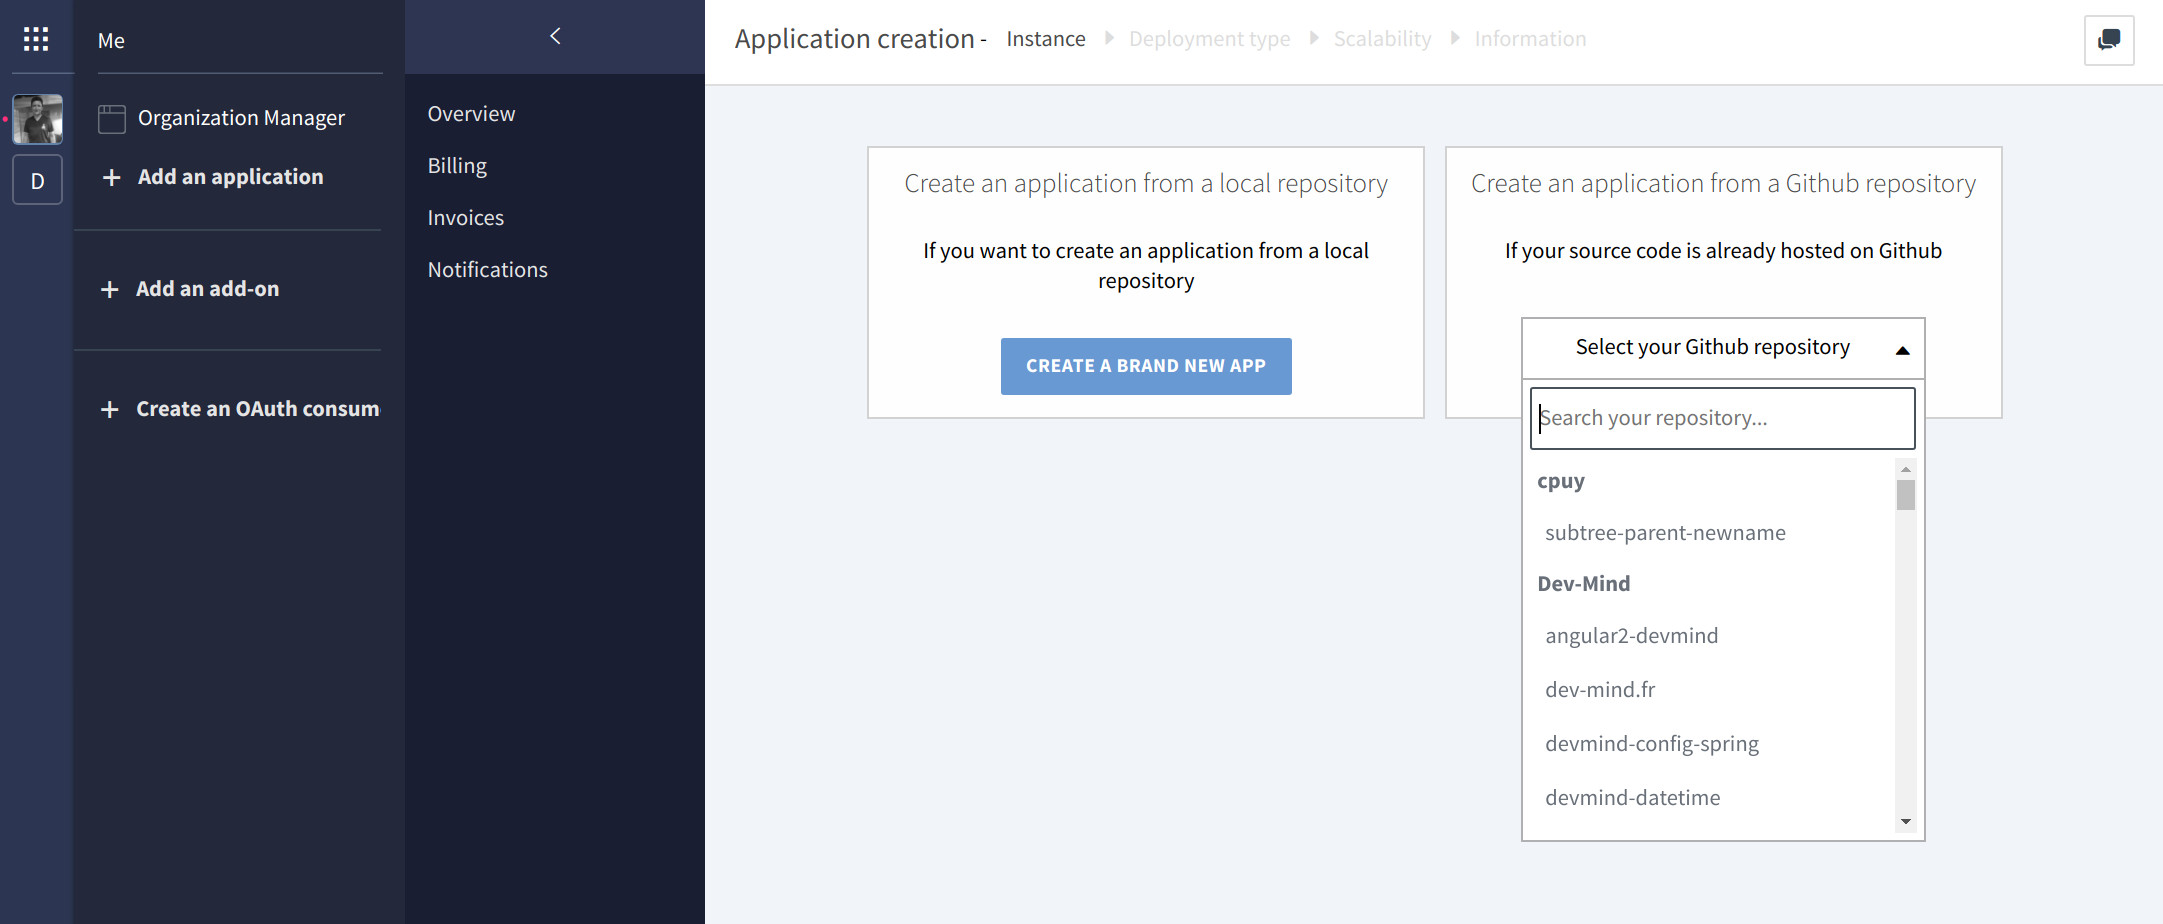 Me
D
Organization Manager
Add an application
Add an add-on
Create an OAuth consum
Overview
Billing
Invoices
Notifications
Application creation - Instance Deployment type Scalability Information
Create an application from a local repository
If you want to create an application from a local
repository
CREATE A BRAND NEW APP
Create an application from a Github repository
If your source code is already hosted on Github
Select your Github repository
Search your repository...
cpuy
subtree-parent-newname
Dev-Mind
angular2-devmind
dev-mind.fr
devmind-config-spring
devmind-datetime